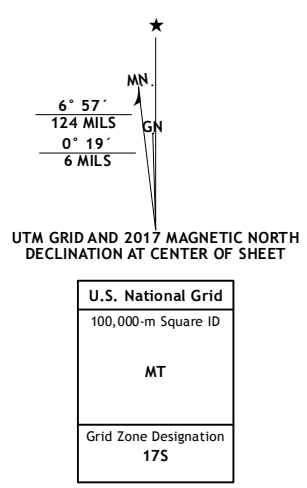 ★
MN
6° 57´
124 MILS
GN
0° 19´
6 MILS
UTM GRID AND 2017 MAGNETIC NORTH
DECLINATION AT CENTER OF SHEET
U.S. National Grid
100,000-m Square ID
MT
Grid Zone Designation
17S